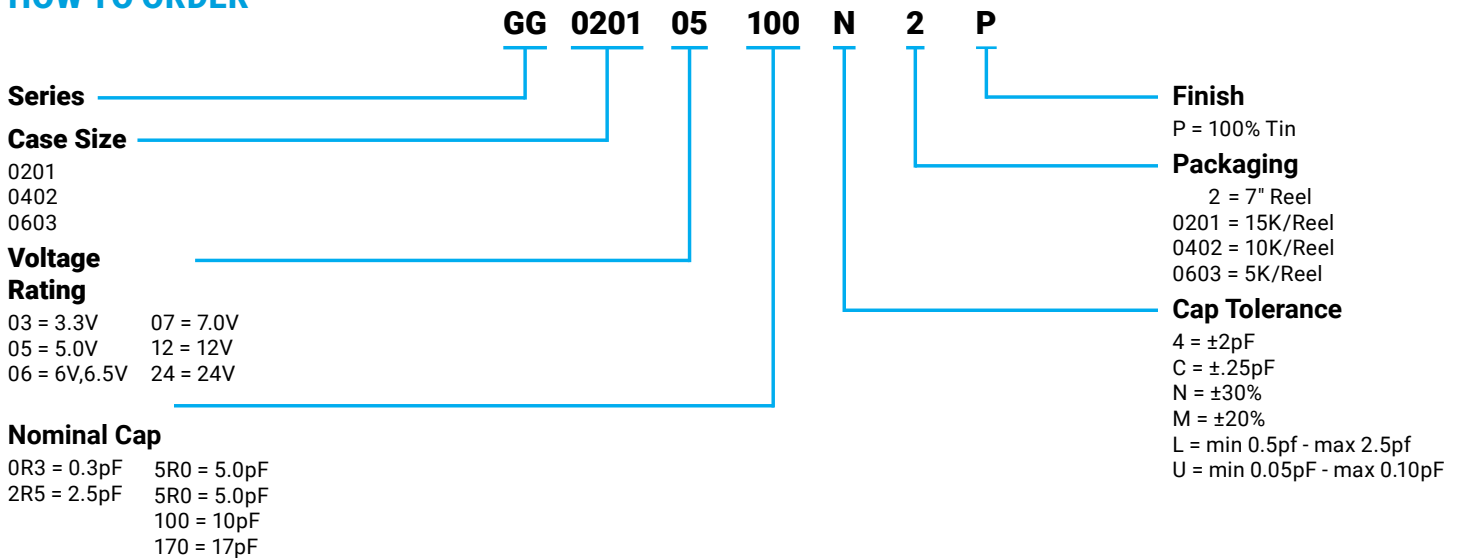 HOW TO ORDER
GG 0201 05 100 N 2 P
Series
Case Size
0201
0402
0603
Voltage
Rating
03 = 3.3V
05 = 5.0V
06 = 6V,6.5V
07 = 7.0V
12 = 12V
24 = 24V
Nominal Cap
0R3 = 0.3pF
2R5 = 2.5pF
5R0 = 5.0pF
5R0 = 5.0pF
100 = 10pF
170 = 17pF
Finish
P = 100% Tin
Packaging
2 = 7" Reel
0201 = 15K/Reel
0402 = 10K/Reel
0603 = 5K/Reel
Cap Tolerance
4 = ±2pF
C = ±.25pF
N = ±30%
M = ±20%
L = min 0.5pf - max 2.5pf
U = min 0.05pF - max 0.10pF